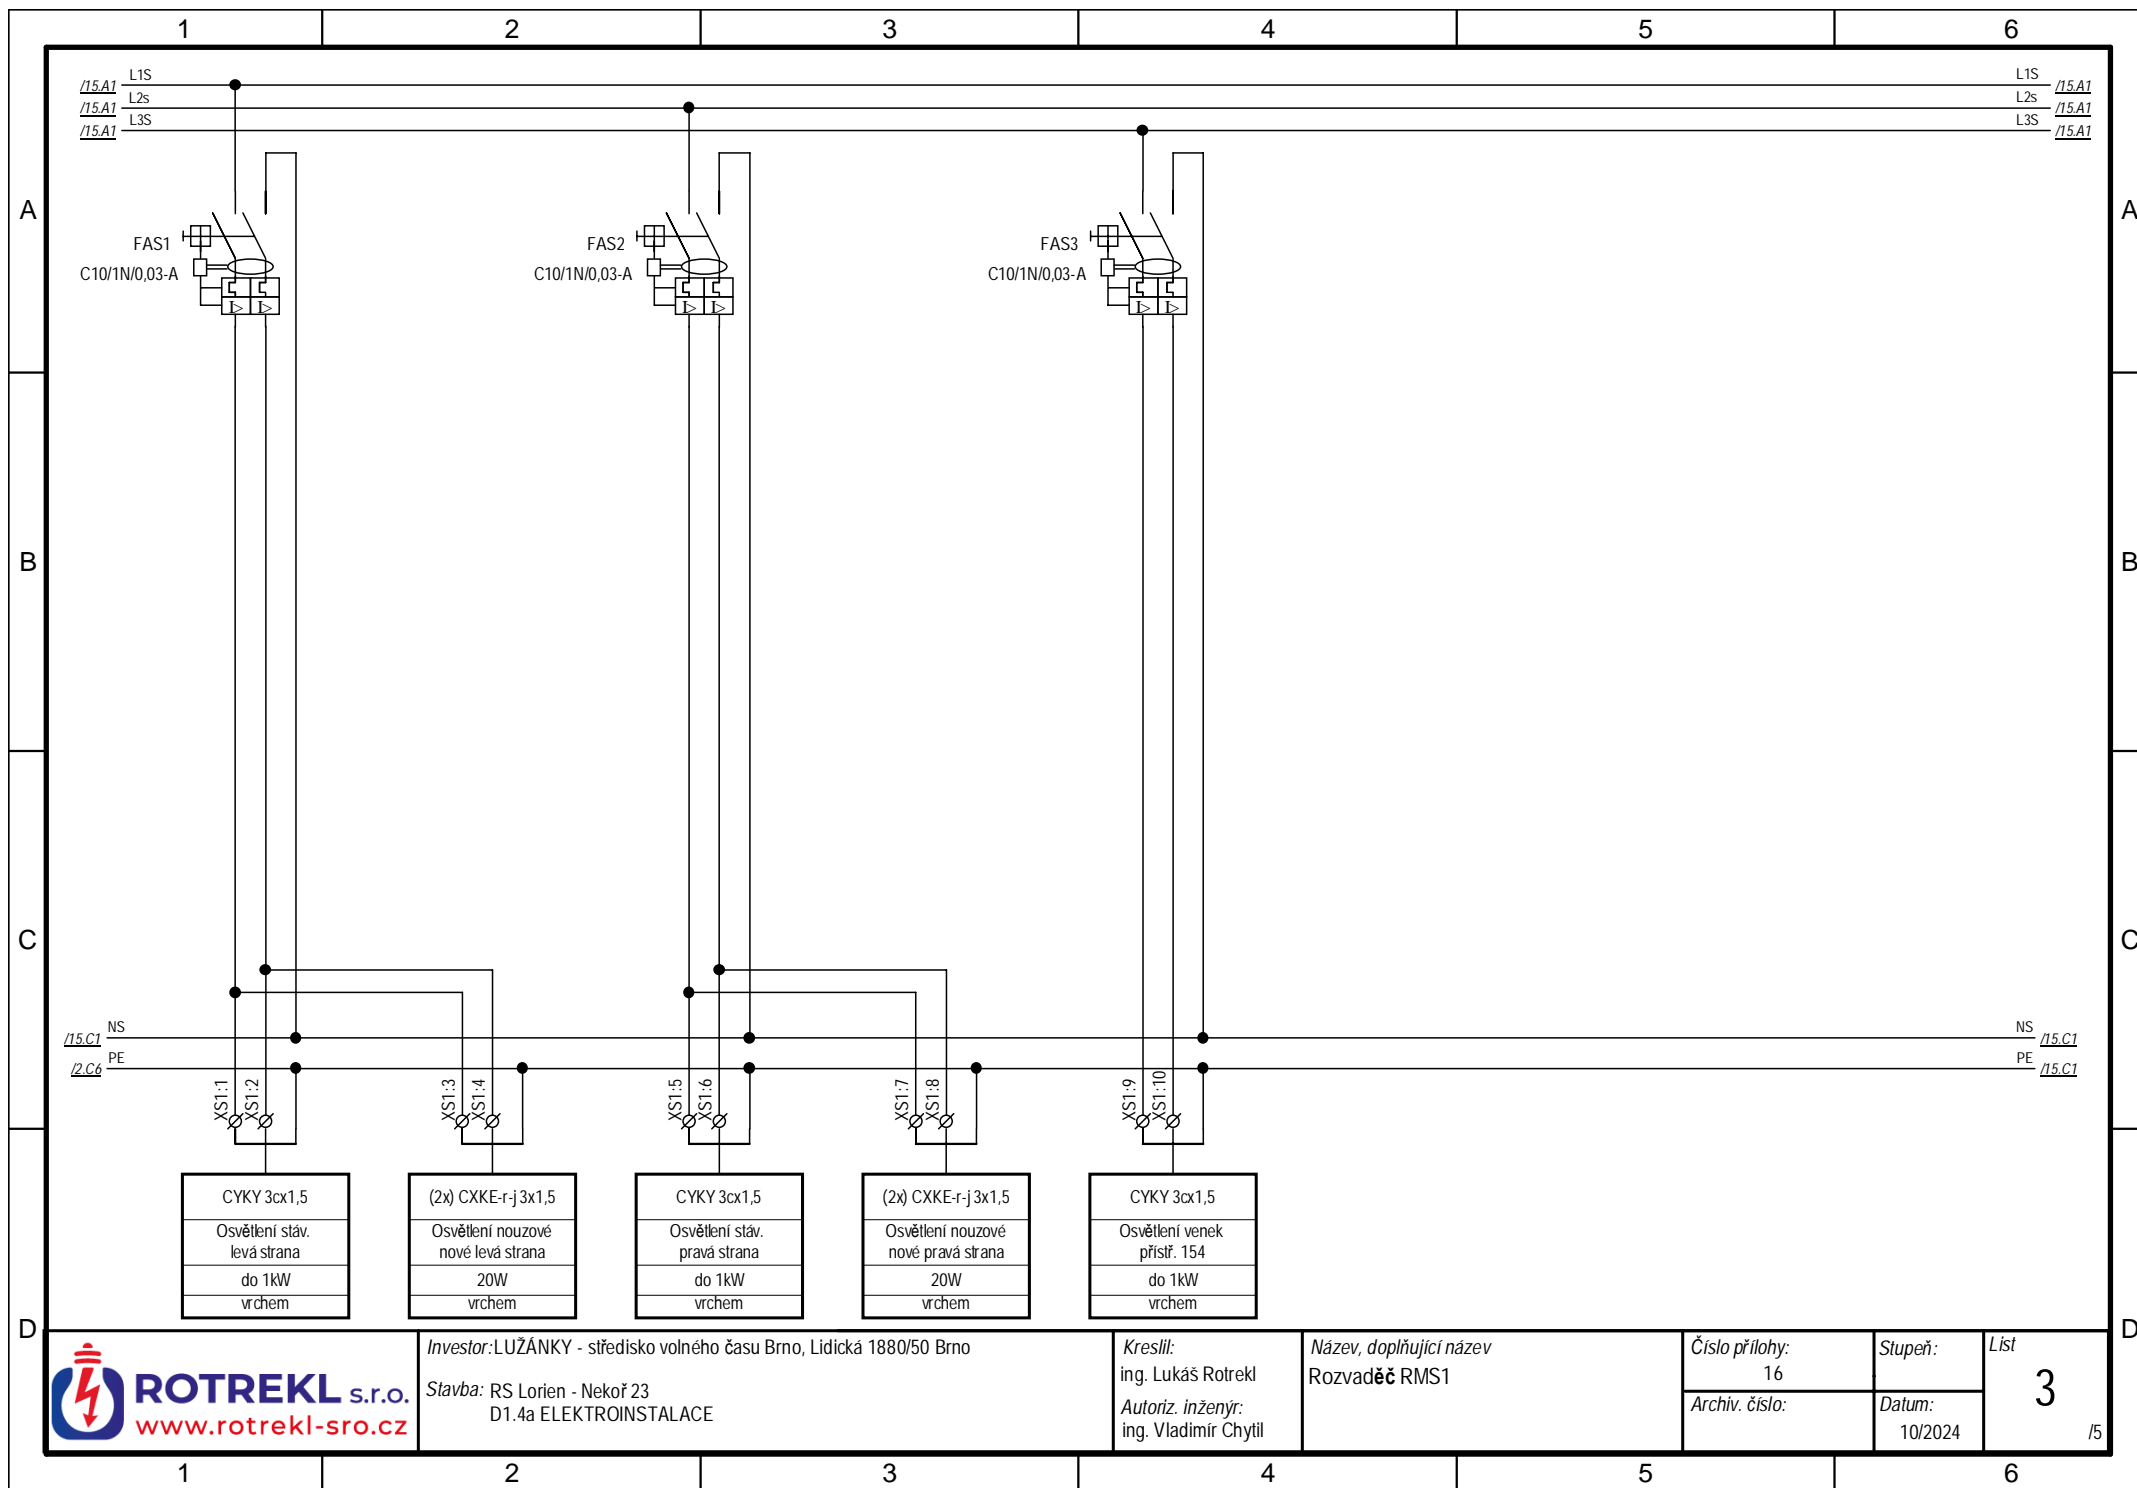 1 2 3 4 5 6
/15.A1 L1S L1S /15.A1
/15.A1 L2s L2s /15.A1
/15.A1 L3S L3S /15.A1
A A
FAS1 FAS2 FAS3
C10/1N/0,03-A C10/1N/0,03-A C10/1N/0,03-A
I> I> I> I> I> I>
B B
C C
/15.C1 NS NS /15.C1
/2.C6 PE PE /15.C1
XS1:1 XS1:2 XS1:3 XS1:4 XS1:5 XS1:6 XS1:7 XS1:8 XS1:9 XS1:10
CYKY 3cx1,5
Osvětlení stáv.
levá strana
do 1kW
vrchem
(2x) CXKE-r-j 3x1,5
Osvětlení nouzové
nové levá strana
20W
vrchem
CYKY 3cx1,5
Osvětlení stáv.
pravá strana
do 1kW
vrchem
(2x) CXKE-r-j 3x1,5
Osvětlení nouzové
nové pravá strana
20W
vrchem
CYKY 3cx1,5
Osvětlení venek
přístř. 154
do 1kW
vrchem
D D
ROTREKL s.r.o.
www.rotrekl-sro.cz
Investor: LUŽÁNKY - středisko volného času Brno, Lidická 1880/50 Brno
Stavba: RS Lorien - Nekoř 23
D1.4a ELEKTROINSTALACE
Kreslil:
ing. Lukáš Rotrekl
Autoriz. inženýr:
ing. Vladimír Chytil
Název, doplňující název
Rozvaděč RMS1
Číslo přílohy:
16
Archiv. číslo:
Stupeň:
Datum:
10/2024
List
3
/5
1 2 3 4 5 6